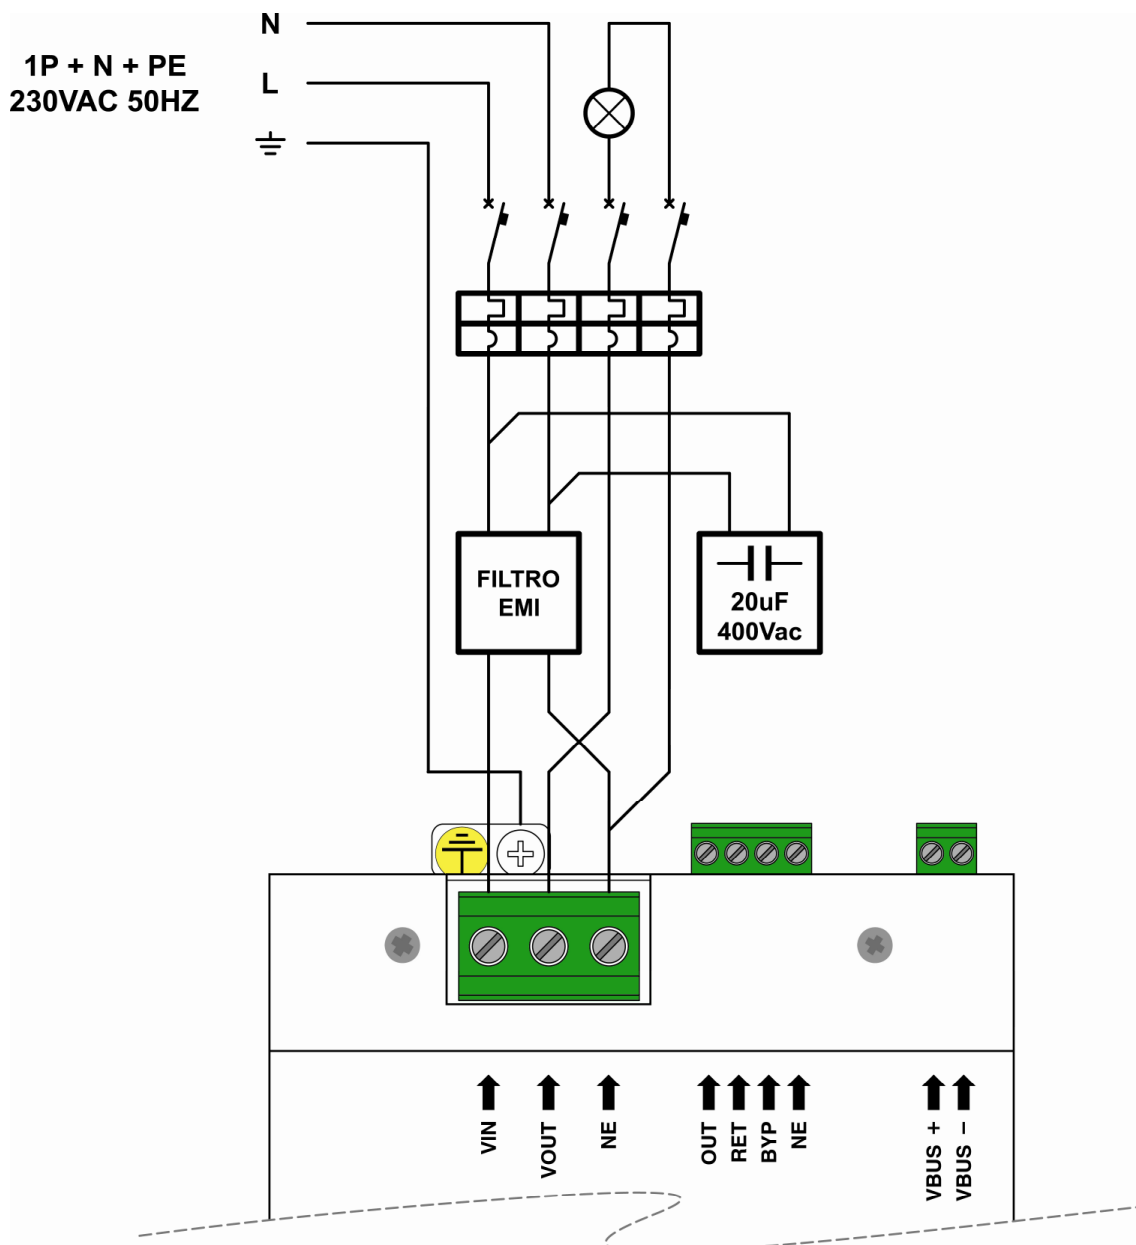 N
1P + N + PE
L
230VAC 50HZ
FILTRO
EMI
20uF
400Vac
VIN
VOUT
NE
OUT
RET
BYP
NE
VBUS +
VBUS −